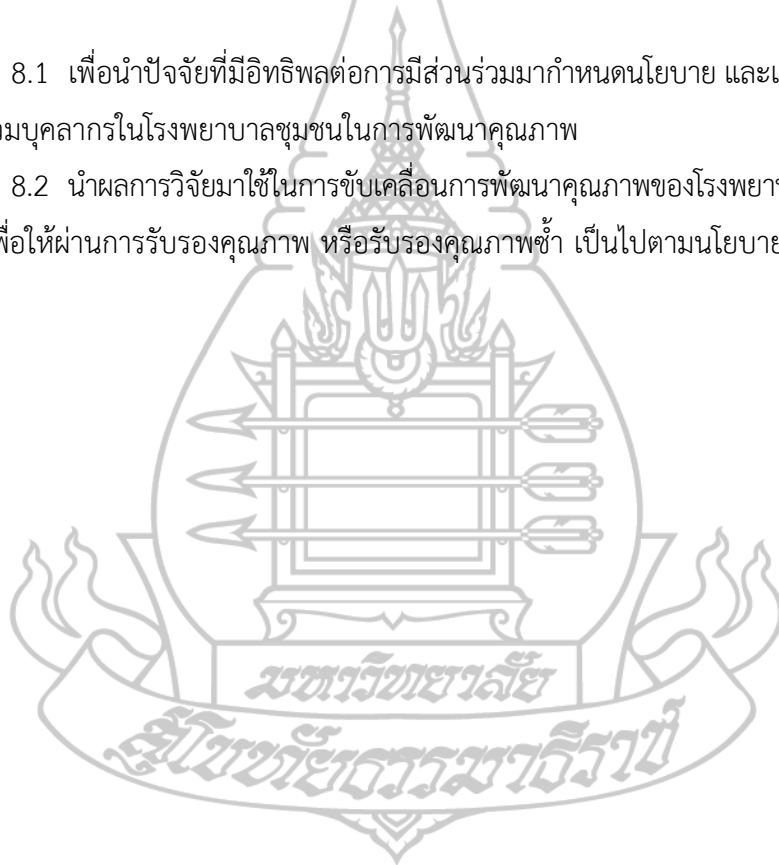 8.1 เพื่อนำปัจจัยที่มีอิทธิพลต่อการมีส่วนร่วมมากำหนดนโยบาย และเ
วมบุคลากรในโรงพยาบาลชุมชนในการพัฒนาคุณภาพ
8.2 นำผลการวิจัยมาใช้ในการขับเคลื่อนการพัฒนาคุณภาพของโรงพยา
พื่อให้ผ่านการรับรองคุณภาพ หรือรับรองคุณภาพซ้ำ เป็นไปตามนโยบาย
มหาวิทยาลัย
สุโขทัยธรรมาธิราช